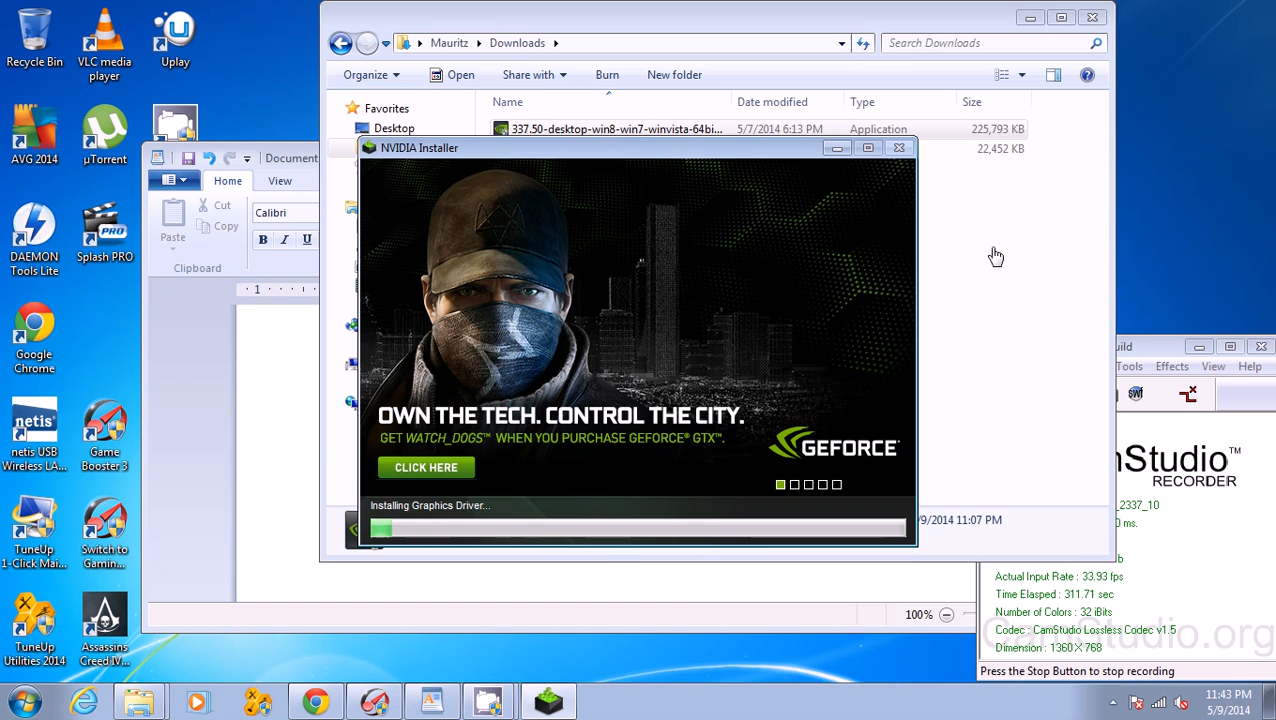 Recycle Bin
VLC media
player
Uplay
AVG 2014
µTorrent
DAEMON
Tools Lite
Splash PRO
Google
Chrome
netis
netis USB
Wireless LA...
Game
Booster 3
TuneUp
1-Click Mai...
Switch to
Gamin...
TuneUp
Utilities 2014
Assassins
Creed IV...
Mauritz
Downloads
Search Downloads
Organize
Open
Share with
Burn
New folder
Favorites
Desktop
Name
Date modified
Type
Size
337.50-desktop-win8-win7-winvista-64bi...
5/7/2014 6:13 PM
Application
225,793 KB
22,452 KB
/9/2014 11:07 PM
Document
Home
View
Paste
Cut
Copy
Clipboard
Calibri
B I U
1
100%
NVIDIA Installer
OWN THE TECH. CONTROL THE CITY.
GET WATCH_DOGS™ WHEN YOU PURCHASE GEFORCE® GTX™.
CLICK HERE
GEFORCE
Installing Graphics Driver...
uild
Tools
Effects
View
Help
SWF
mStudio™
RECORDER
_2337_10
0 ms.
b
Actual Input Rate : 33.93 fps
Time Elasped : 311.71 sec
Number of Colors : 32 iBits
Codec : CamStudio Lossless Codec v1.5
Dimension : 1360 X 768
CamStudio.org
Press the Stop Button to stop recording
11:43 PM
5/9/2014